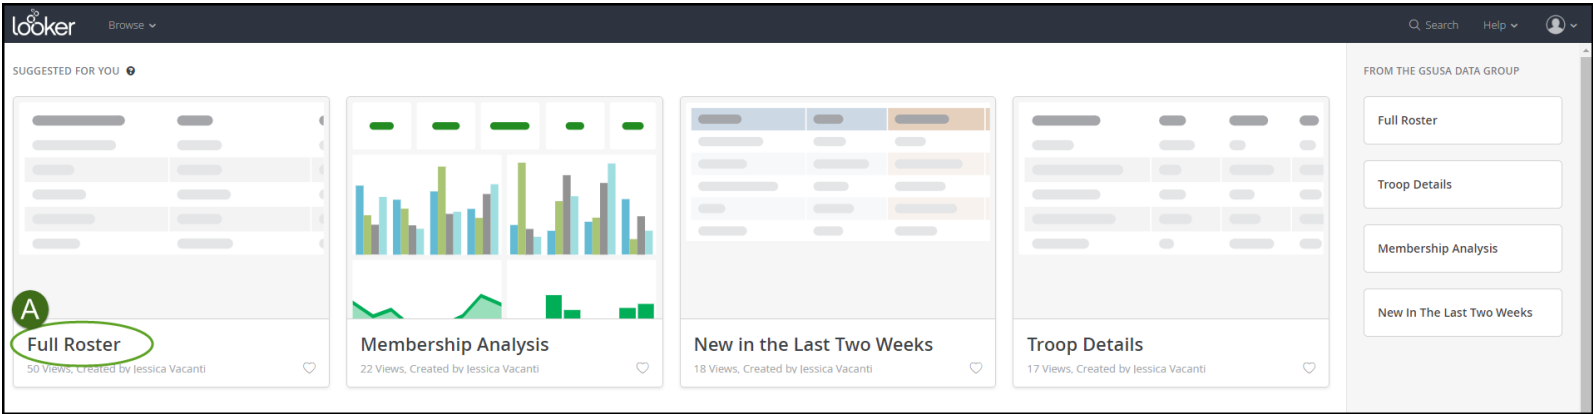 looker
Browse
Search
Help
SUGGESTED FOR YOU ?
A
Full Roster
50 Views, Created by Jessica Vacanti
Membership Analysis
22 Views, Created by Jessica Vacanti
New in the Last Two Weeks
18 Views, Created by Jessica Vacanti
Troop Details
17 Views, Created by Jessica Vacanti
FROM THE GSUSA DATA GROUP
Full Roster
Troop Details
Membership Analysis
New In The Last Two Weeks